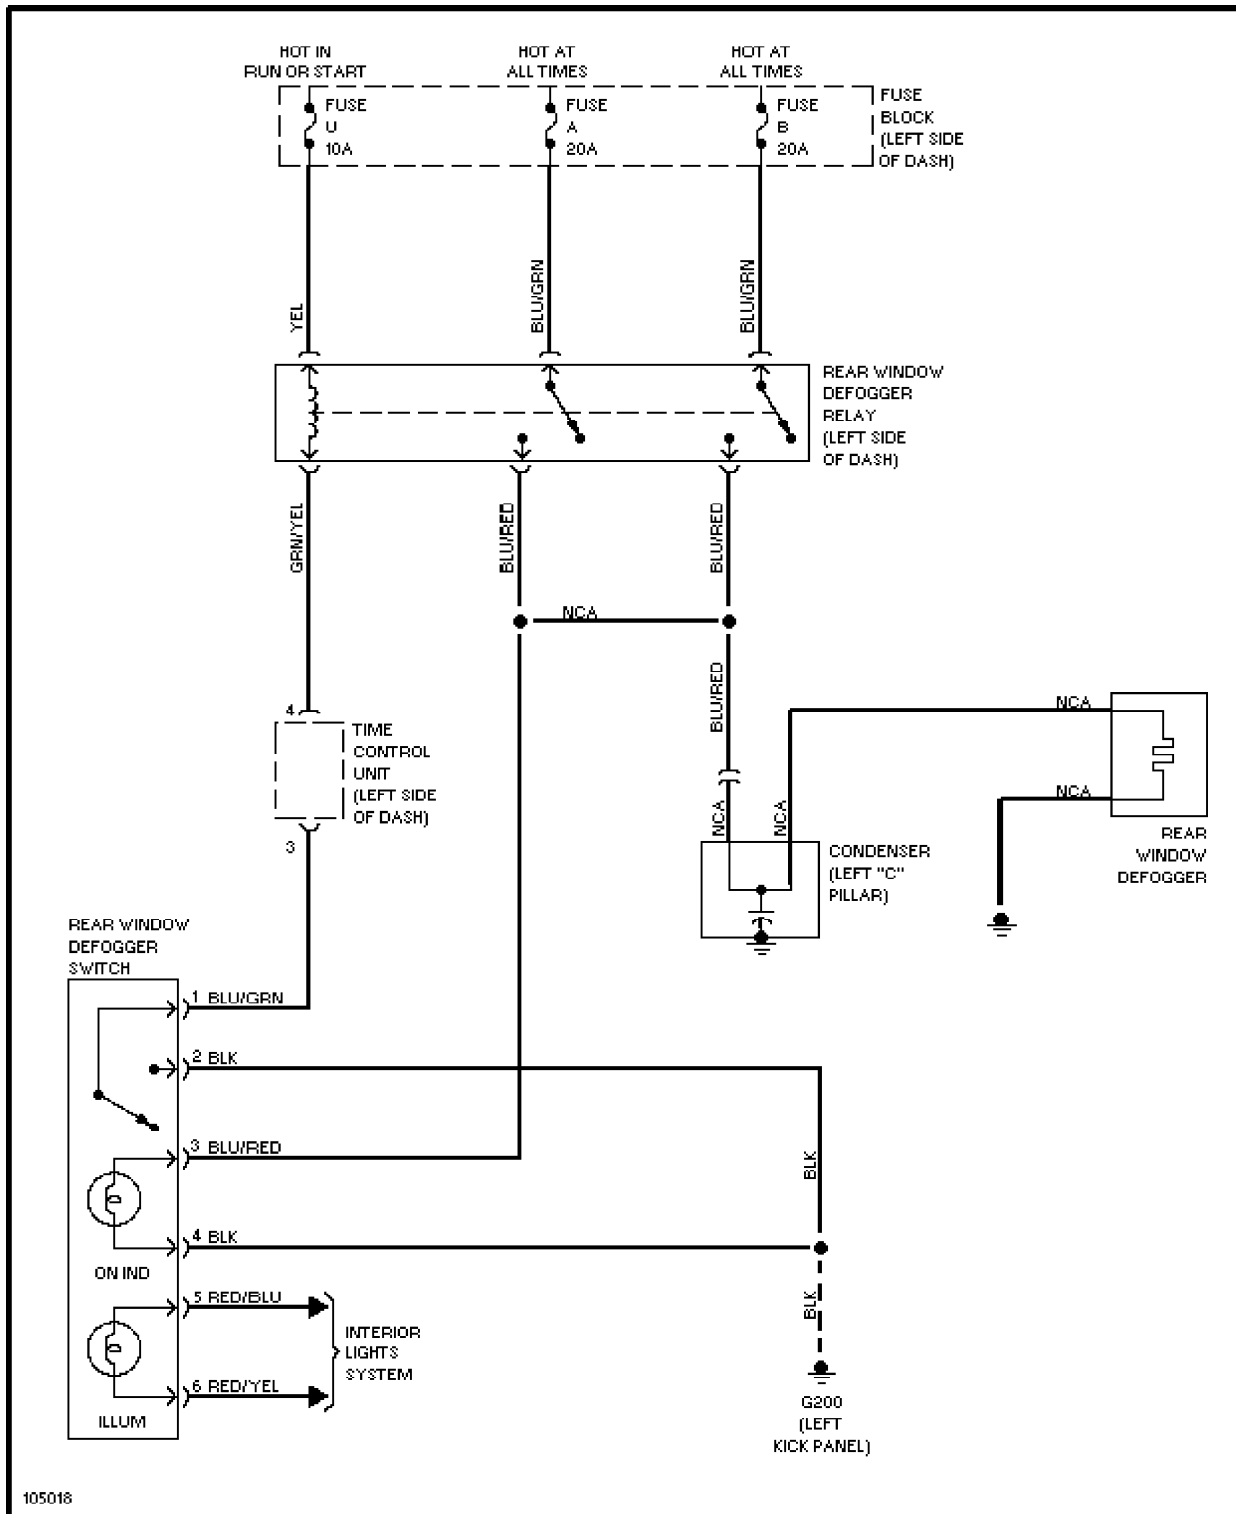 HOT IN
RUN OR START
HOT AT
ALL TIMES
HOT AT
ALL TIMES
FUSE
U
10A
FUSE
A
20A
FUSE
B
20A
FUSE
BLOCK
(LEFT SIDE
OF DASH)
YEL
BLU/GRN
BLU/GRN
REAR WINDOW
DEFOGGER
RELAY
(LEFT SIDE
OF DASH)
GRN/YEL
BLU/RED
BLU/RED
NCA
BLU/RED
4
TIME
CONTROL
UNIT
(LEFT SIDE
OF DASH)
3
NCA
NCA
NCA
NCA
REAR
WINDOW
DEFOGGER
CONDENSER
(LEFT "C"
PILLAR)
REAR WINDOW
DEFOGGER
SWITCH
1 BLU/GRN
2 BLK
3 BLU/RED
BLK
4 BLK
ON IND
5 RED/BLU
BLK
INTERIOR
LIGHTS
SYSTEM
6 RED/YEL
ILLUM
G200
(LEFT
KICK PANEL)
105018